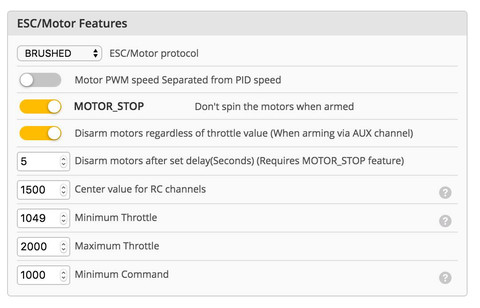 ESC/Motor Features
BRUSHED ESC/Motor protocol
Motor PWM speed Separated from PID speed
MOTOR_STOP Don't spin the motors when armed
Disarm motors regardless of throttle value (When arming via AUX channel)
5 Disarm motors after set delay(Seconds) (Requires MOTOR_STOP feature)
1500 Center value for RC channels ?
1049 Minimum Throttle ?
2000 Maximum Throttle
1000 Minimum Command ?